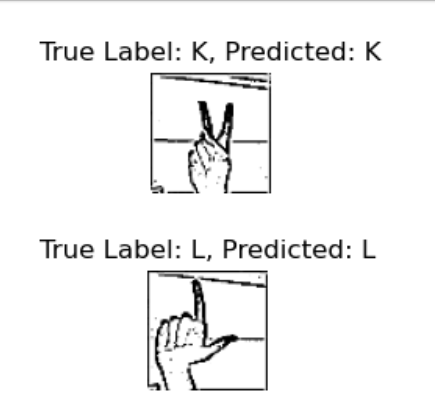 True Label: K, Predicted: K
True Label: L, Predicted: L